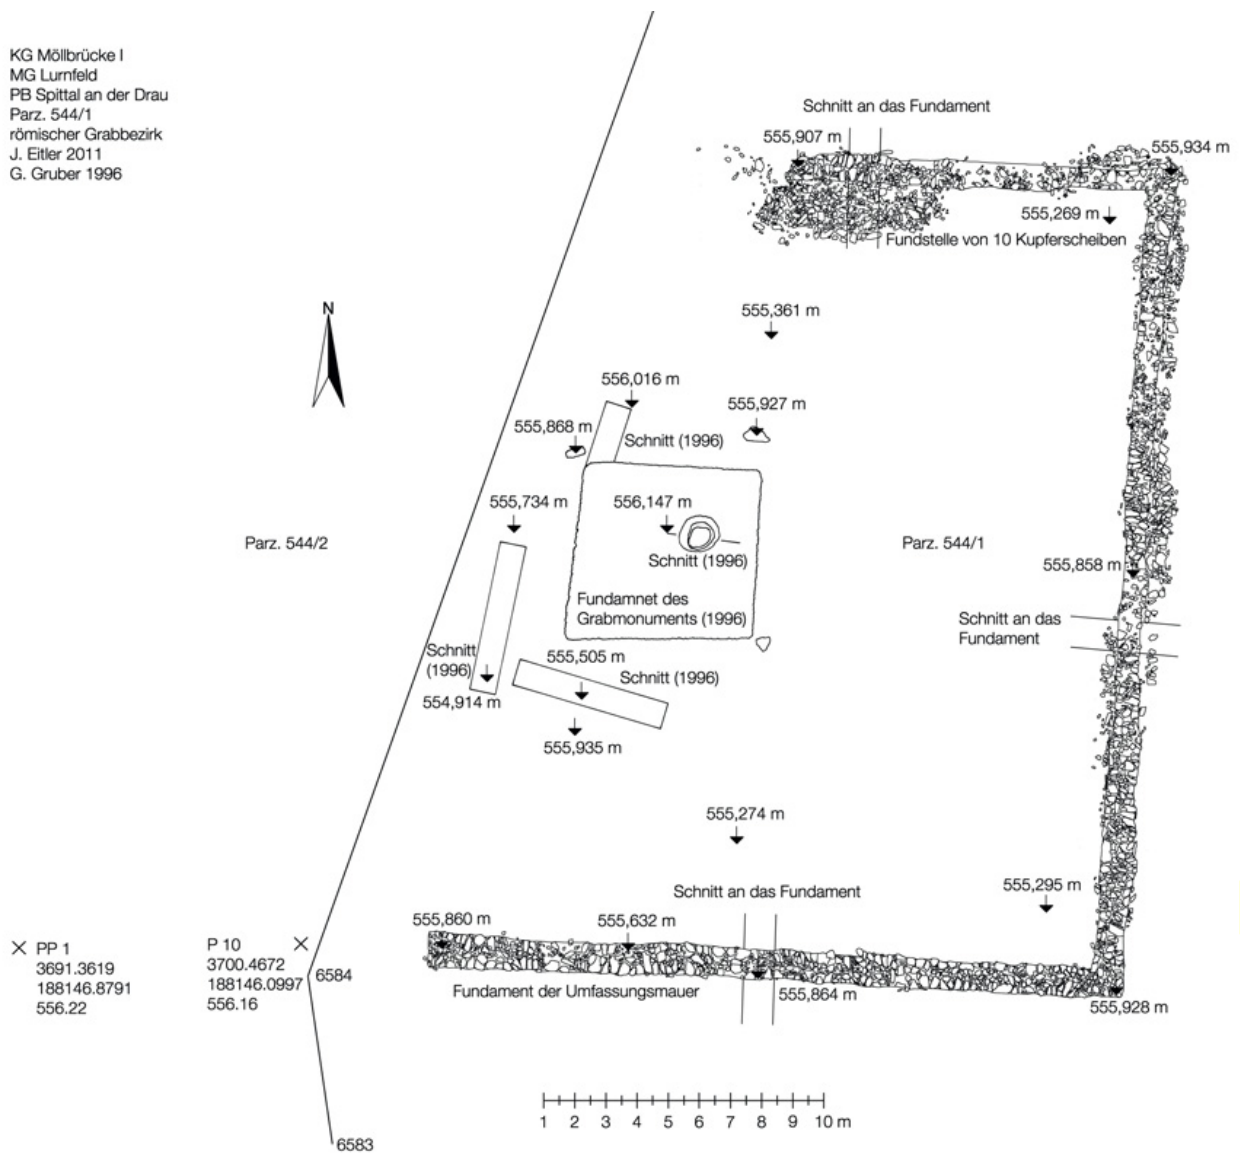 KG Möllbrücke I
MG Lurnfeld
PB Spittal an der Drau
Parz. 544/1
römischer Grabbezirk
J. Eitler 2011
G. Gruber 1996
Schnitt an das Fundament
555,907 m
555,934 m
555,269 m
Fundstelle von 10 Kupferscheiben
N
555,361 m
556,016 m
555,927 m
555,868 m
Schnitt (1996)
555,734 m
556,147 m
Parz. 544/2
Schnitt (1996)
Parz. 544/1
555,858 m
Fundamnet des
Grabmonuments (1996)
Schnitt an das
Fundament
Schnitt
(1996)
555,505 m
Schnitt (1996)
554,914 m
555,935 m
555,274 m
Schnitt an das Fundament
555,295 m
555,860 m
555,632 m
PP 1
3691.3619
188146.8791
556.22
P 10
3700.4672
188146.0997
556.16
6584
Fundament der Umfassungsmauer
555,864 m
555,928 m
1 2 3 4 5 6 7 8 9 10 m
6583